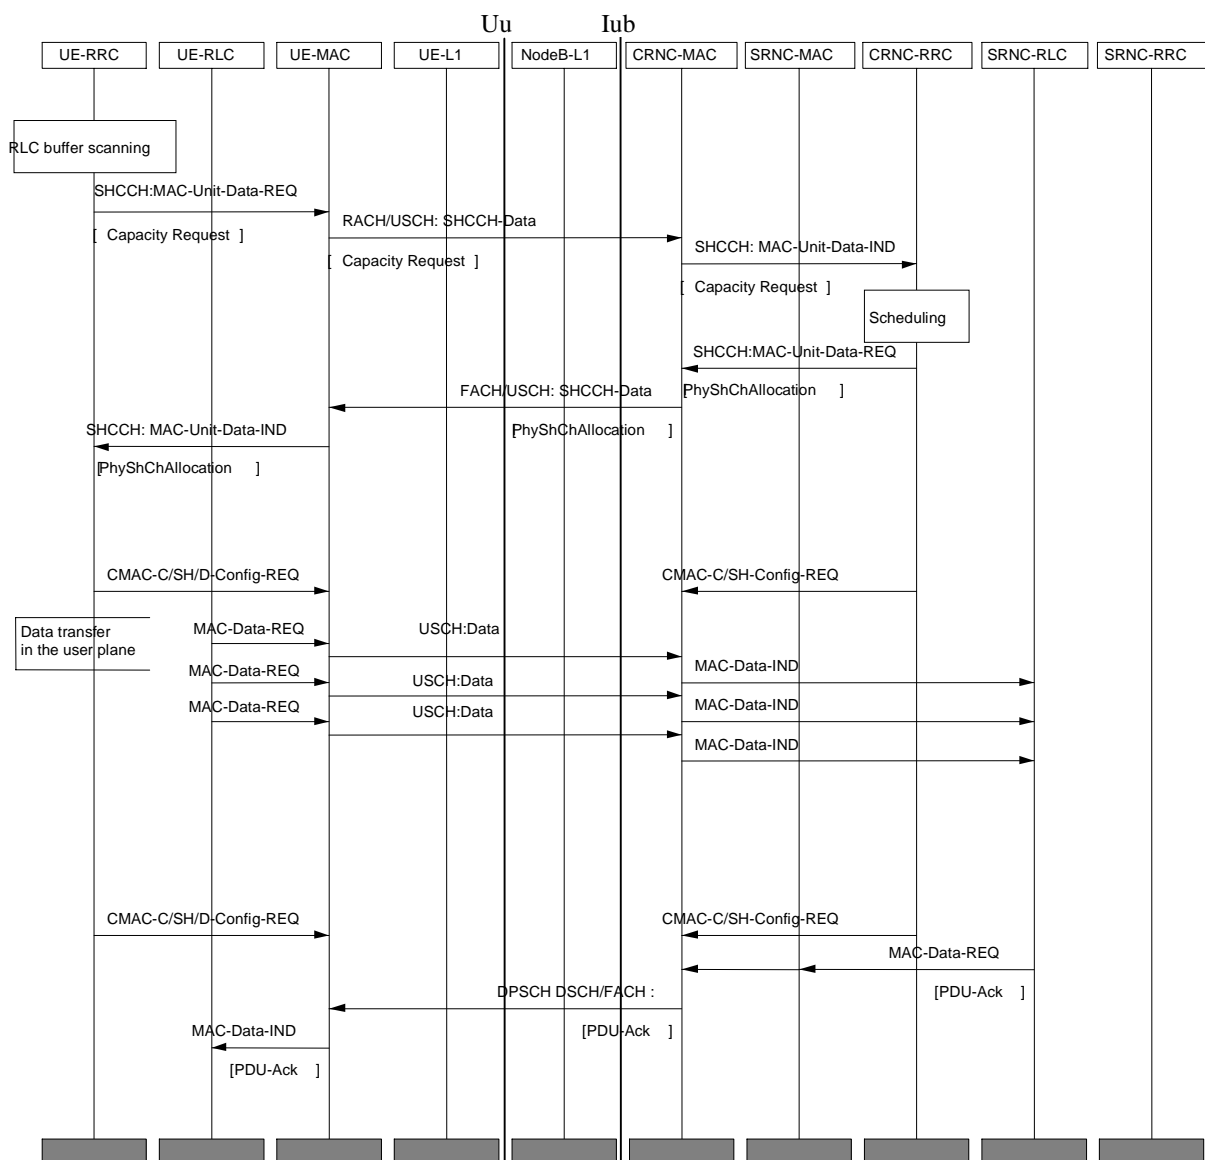 Uu
Iub
UE-RRC
UE-RLC
UE-MAC
UE-L1
NodeB-L1
CRNC-MAC
SRNC-MAC
CRNC-RRC
SRNC-RLC
SRNC-RRC
RLC buffer scanning
SHCCH:MAC-Unit-Data-REQ
[ Capacity Request ]
RACH/USCH: SHCCH-Data
[ Capacity Request ]
SHCCH: MAC-Unit-Data-IND
[ Capacity Request ]
Scheduling
SHCCH:MAC-Unit-Data-REQ
[PhyShChAllocation ]
FACH/USCH: SHCCH-Data
[PhyShChAllocation ]
SHCCH: MAC-Unit-Data-IND
[PhyShChAllocation ]
CMAC-C/SH/D-Config-REQ
CMAC-C/SH-Config-REQ
Data transfer
in the user plane
MAC-Data-REQ
USCH:Data
MAC-Data-IND
MAC-Data-REQ
USCH:Data
MAC-Data-IND
MAC-Data-REQ
USCH:Data
MAC-Data-IND
CMAC-C/SH/D-Config-REQ
CMAC-C/SH-Config-REQ
MAC-Data-REQ
[PDU-Ack ]
DPSCH DSCH/FACH :
[PDU-Ack ]
MAC-Data-IND
[PDU-Ack ]